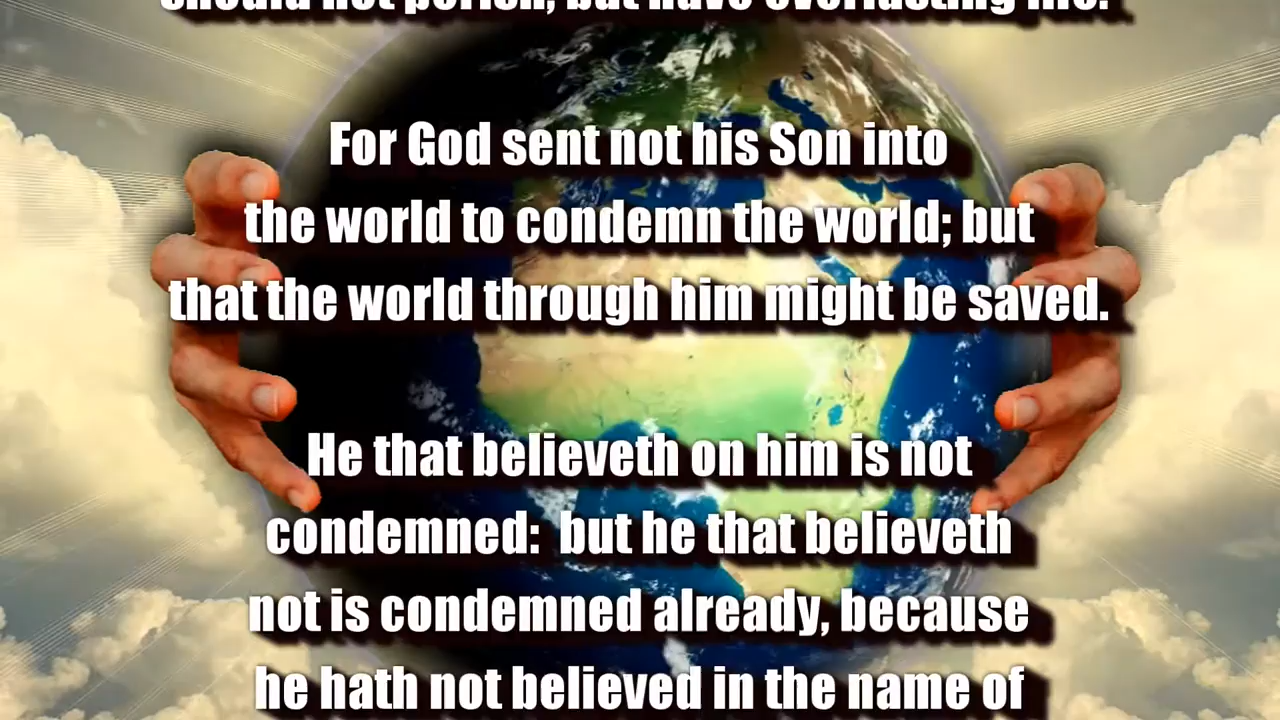 should not perish, but have everlasting life.
For God sent not his Son into
the world to condemn the world; but
that the world through him might be saved.
He that believeth on him is not
condemned:  but he that believeth
not is condemned already, because
he hath not believed in the name of